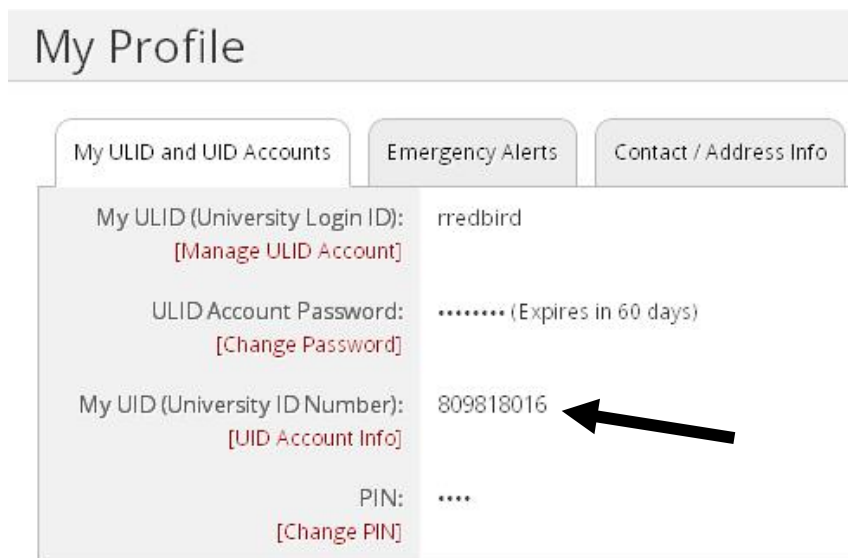 My Profile
My ULID and UID Accounts
Emergency Alerts
Contact / Address Info
My ULID (University Login ID): rredbird
[Manage ULID Account]
ULID Account Password: •••••••• (Expires in 60 days)
[Change Password]
My UID (University ID Number): 809818016
[UID Account Info]
PIN: ••••
[Change PIN]